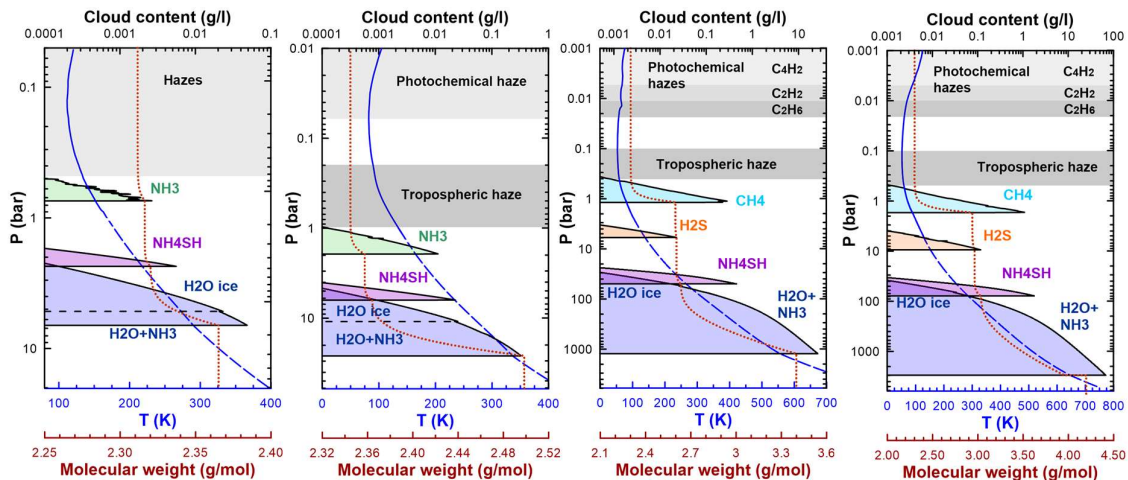 Cloud content (g/l)
0.0001 0.001 0.01 0.1
0.1
1
10
P (bar)
Hazes
NH3
NH4SH
H2O ice
H2O+NH3
100 200 300 400
T (K)
2.25 2.30 2.35 2.40
Molecular weight (g/mol)
Cloud content (g/l)
0.0001 0.001 0.01 0.1 1
0.01
0.1
1
10
P (bar)
Photochemical haze
Tropospheric haze
NH3
NH4SH
H2O ice
H2O+NH3
0 100 200 300 400
T (K)
2.32 2.36 2.40 2.44 2.48 2.52
Molecular weight (g/mol)
Cloud content (g/l)
0.001 0.01 0.1 1 10
0.001
0.01
0.1
1
10
100
1000
P (bar)
Photochemical
hazes
C4H2
C2H2
C2H6
Tropospheric haze
CH4
H2S
NH4SH
H2O ice
H2O+
NH3
0 100 200 300 400 500 600 700
T (K)
2.1 2.4 2.7 3 3.3 3.6
Molecular weight (g/mol)
Cloud content (g/l)
0.001 0.01 0.1 1 10 100
0.001
0.01
0.1
1
10
100
1000
P (bar)
Photochemical
hazes
C4H2
C2H2
C2H6
Tropospheric haze
CH4
H2S
NH4SH
H2O ice
H2O+
NH3
0 100 200 300 400 500 600 700 800
T (K)
2.00 2.50 3.00 3.50 4.00 4.50
Molecular weight (g/mol)